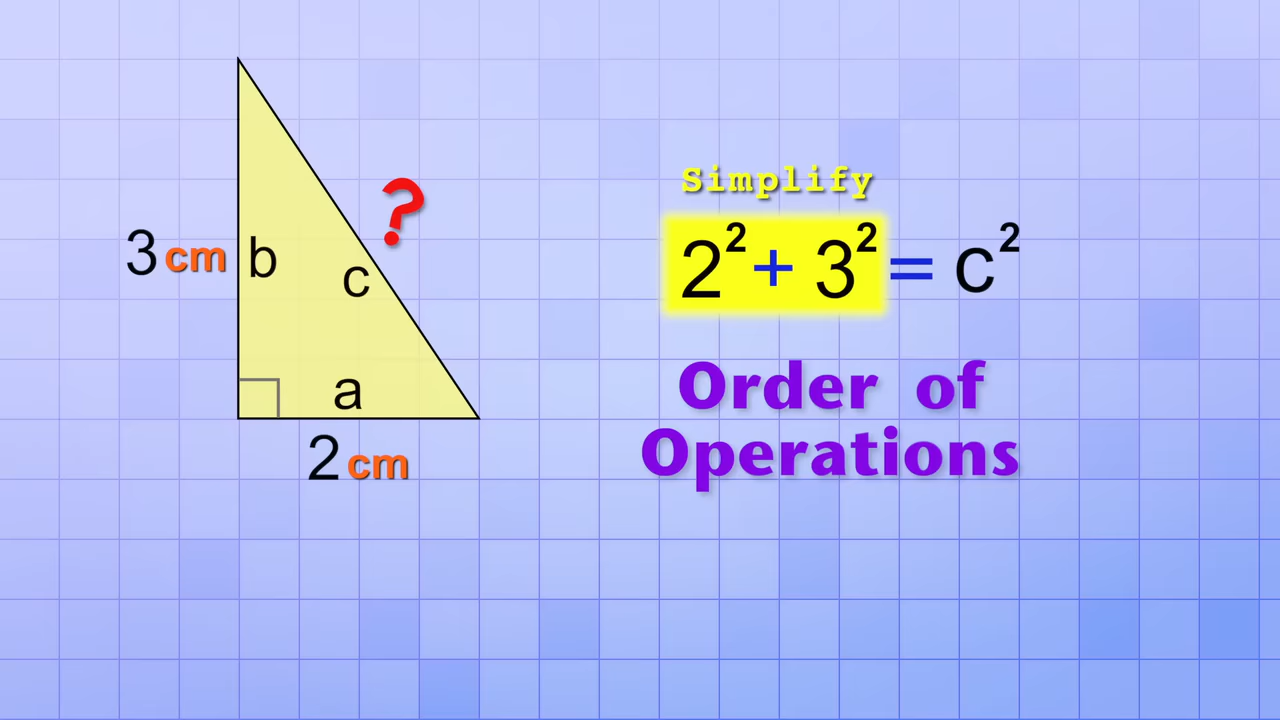 ?
3 cm
b
c
a
2 cm
Simplify
2² + 3² = c²
Order of
Operations